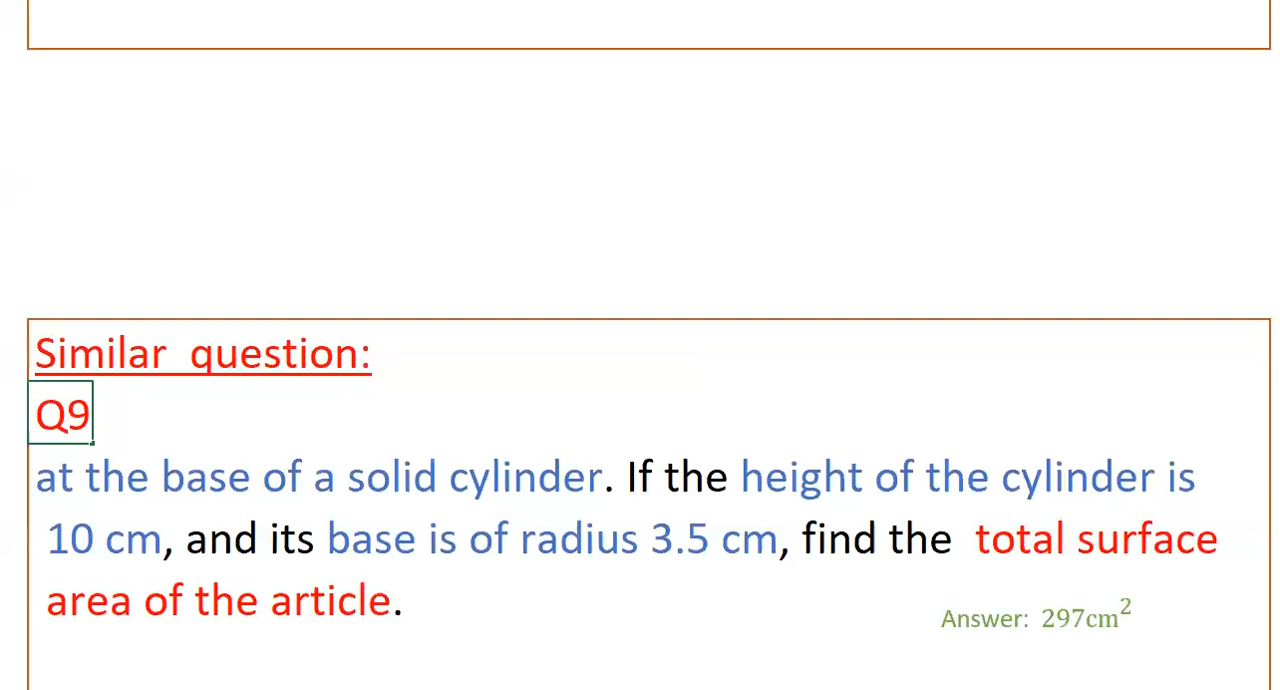 Similar question:
Q9
at the base of a solid cylinder. If the height of the cylinder is
10 cm, and its base is of radius 3.5 cm, find the total surface
area of the article.
Answer: 297cm²